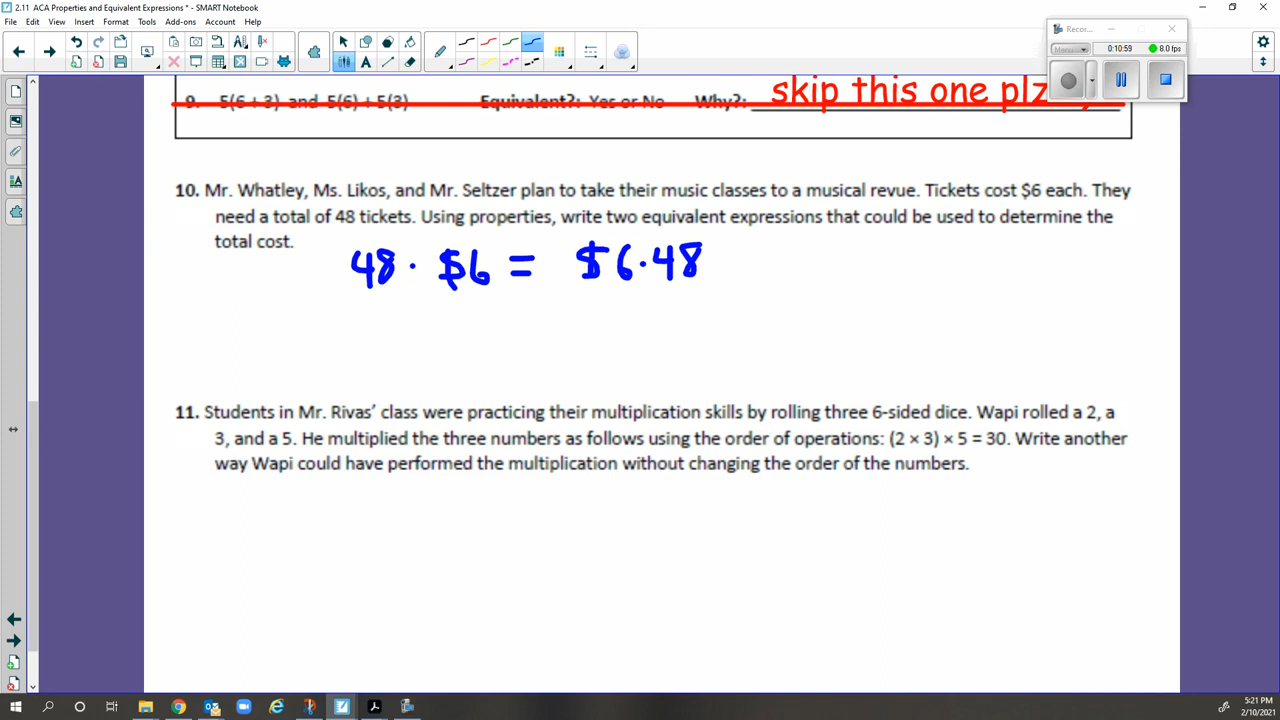 2.11 ACA Properties and Equivalent Expressions * - SMART Notebook
File Edit View Insert Format Tools Add-ons Account Help
Recor...
Menu
0:10:59
8.0 fps
skip this one plz
9. 5(6 + 3) and 5(6) + 5(3) Equivalent?: Yes or No Why?:
10. Mr. Whatley, Ms. Likos, and Mr. Seltzer plan to take their music classes to a musical revue. Tickets cost $6 each. They
need a total of 48 tickets. Using properties, write two equivalent expressions that could be used to determine the
total cost.
48 · $6 = $6·48
11. Students in Mr. Rivas' class were practicing their multiplication skills by rolling three 6-sided dice. Wapi rolled a 2, a
3, and a 5. He multiplied the three numbers as follows using the order of operations: (2 × 3) × 5 = 30. Write another
way Wapi could have performed the multiplication without changing the order of the numbers.
5:21 PM
2/10/2021